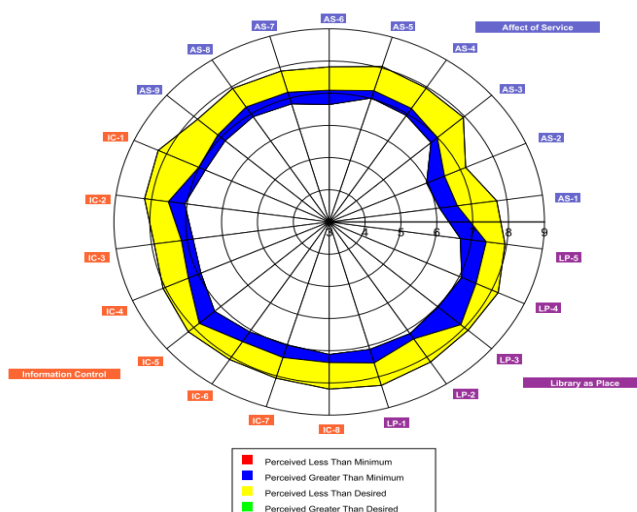 AS-6
AS-7
AS-5
Affect of Service
AS-8
AS-4
AS-9
AS-3
IC-1
AS-2
IC-2
AS-1
3 4 5 6 7 8 9
IC-3
LP-5
IC-4
LP-4
IC-5
LP-3
Information Control
Library as Place
IC-6
LP-2
IC-7
LP-1
IC-8
Perceived Less Than Minimum
Perceived Greater Than Minimum
Perceived Less Than Desired
Perceived Greater Than Desired